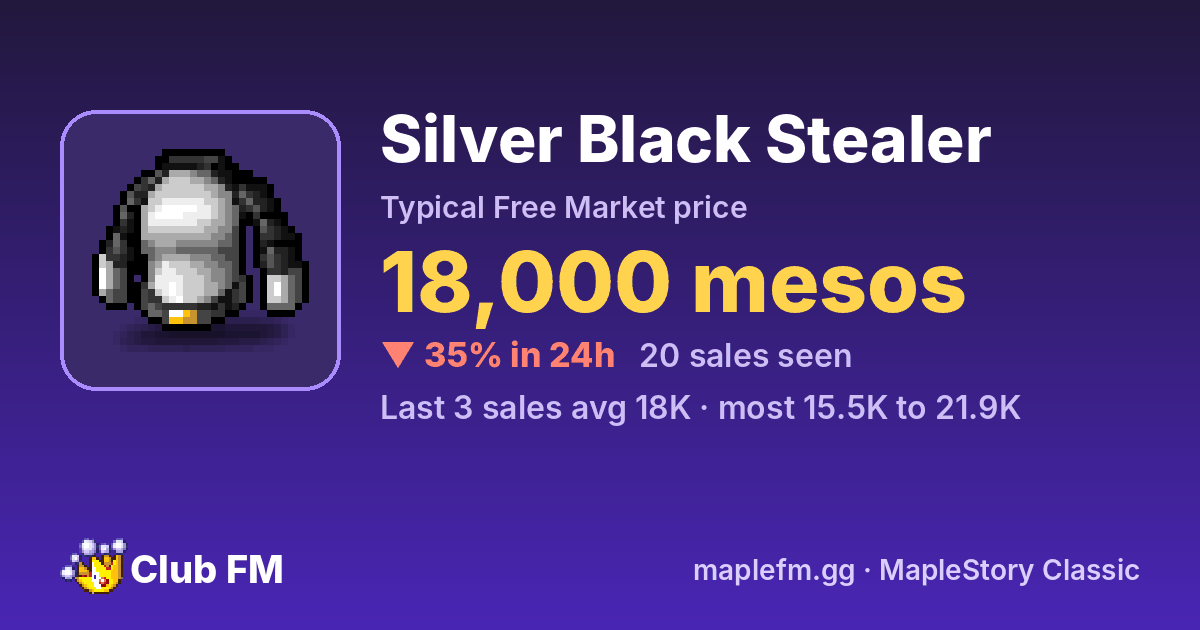 Silver Black Stealer
Typical Free Market price
18,000 mesos
▼ 35% in 24h 20 sales seen
Last 3 sales avg 18K · most 15.5K to 21.9K
Club FM
maplefm.gg · MapleStory Classic